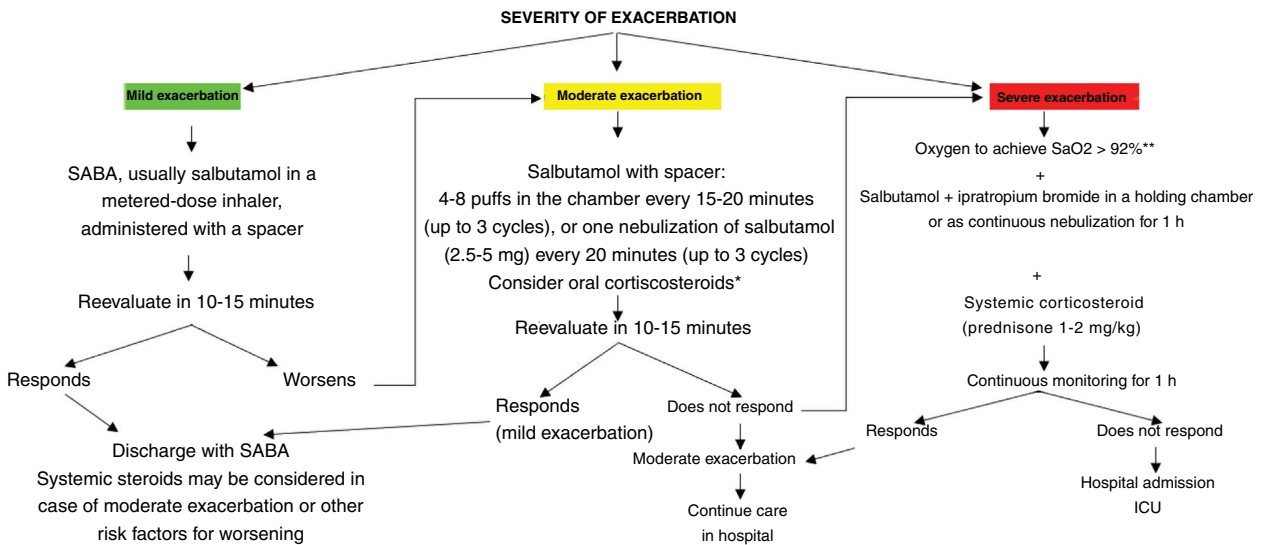 SEVERITY OF EXACERBATION
Mild exacerbation
SABA, usually salbutamol in a
metered-dose inhaler,
administered with a spacer
Reevaluate in 10-15 minutes
Responds
Worsens
Discharge with SABA
Systemic steroids may be considered in
case of moderate exacerbation or other
risk factors for worsening
Moderate exacerbation
Salbutamol with spacer:
4-8 puffs in the chamber every 15-20 minutes
(up to 3 cycles), or one nebulization of salbutamol
(2.5-5 mg) every 20 minutes (up to 3 cycles)
Consider oral cortiscosteroids*
Reevaluate in 10-15 minutes
Responds
(mild exacerbation)
Does not respond
Moderate exacerbation
Continue care
in hospital
Severe exacerbation
Oxygen to achieve SaO2 > 92%**
+
Salbutamol + ipratropium bromide in a holding chamber
or as continuous nebulization for 1 h
+
Systemic corticosteroid
(prednisone 1-2 mg/kg)
Continuous monitoring for 1 h
Responds
Does not respond
Hospital admission
ICU